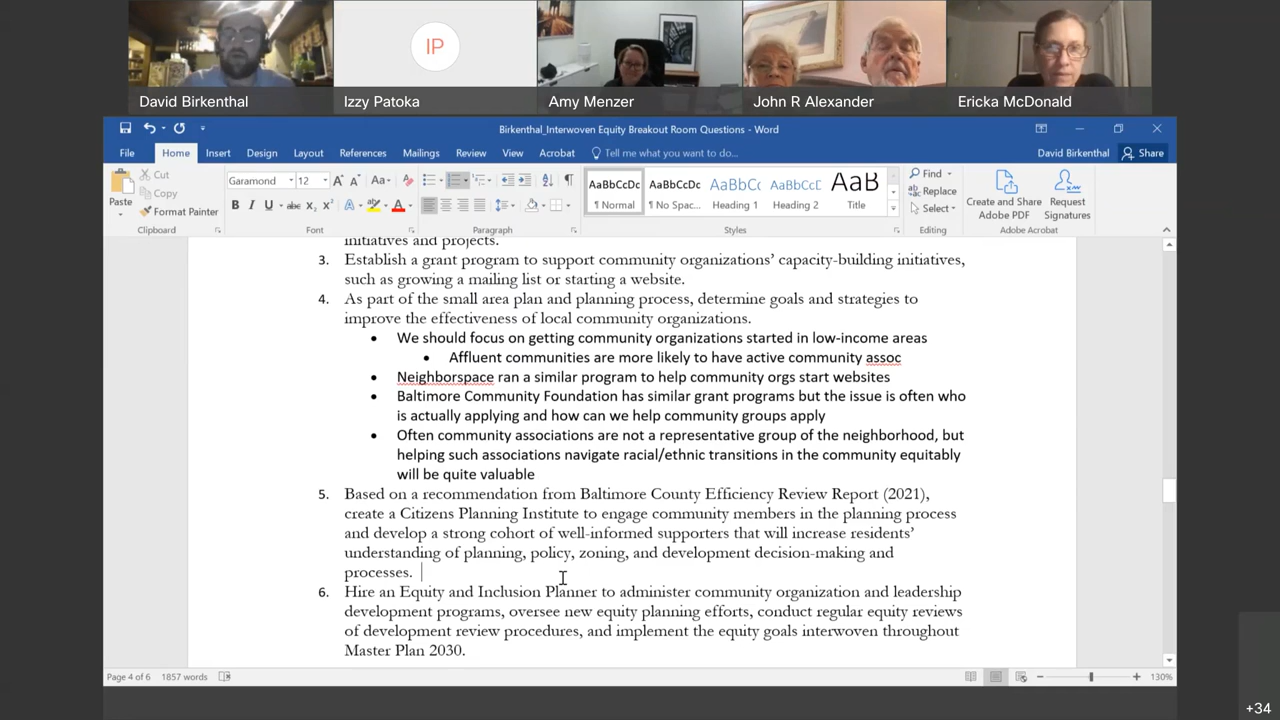 IP
David Birkenthal
Izzy Patoka
Amy Menzer
John R Alexander
Ericka McDonald
Birkenthal_Interwoven Equity Breakout Room Questions - Word
File Home Insert Design Layout References Mailings Review View Acrobat Tell me what you want to do... David Birkenthal Share
Paste
Cut
Copy
Format Painter
Clipboard
Garamond 12
Font
Paragraph
AaBbCcDc AaBbCcDc AaBbCc AaBbCcD AaB
¶ Normal ¶ No Spac... Heading 1 Heading 2 Title
Styles
Find
Replace
Select
Editing
Create and Share
Adobe PDF
Request
Signatures
Adobe Acrobat
initiatives and projects.
3. Establish a grant program to support community organizations’ capacity-building initiatives,
such as growing a mailing list or starting a website.
4. As part of the small area plan and planning process, determine goals and strategies to
improve the effectiveness of local community organizations.
• We should focus on getting community organizations started in low-income areas
• Affluent communities are more likely to have active community assoc
• Neighborspace ran a similar program to help community orgs start websites
• Baltimore Community Foundation has similar grant programs but the issue is often who
is actually applying and how can we help community groups apply
• Often community associations are not a representative group of the neighborhood, but
helping such associations navigate racial/ethnic transitions in the community equitably
will be quite valuable
5. Based on a recommendation from Baltimore County Efficiency Review Report (2021),
create a Citizens Planning Institute to engage community members in the planning process
and develop a strong cohort of well-informed supporters that will increase residents’
understanding of planning, policy, zoning, and development decision-making and
processes.
6. Hire an Equity and Inclusion Planner to administer community organization and leadership
development programs, oversee new equity planning efforts, conduct regular equity reviews
of development review procedures, and implement the equity goals interwoven throughout
Master Plan 2030.
Page 4 of 6 1857 words 130%
+34